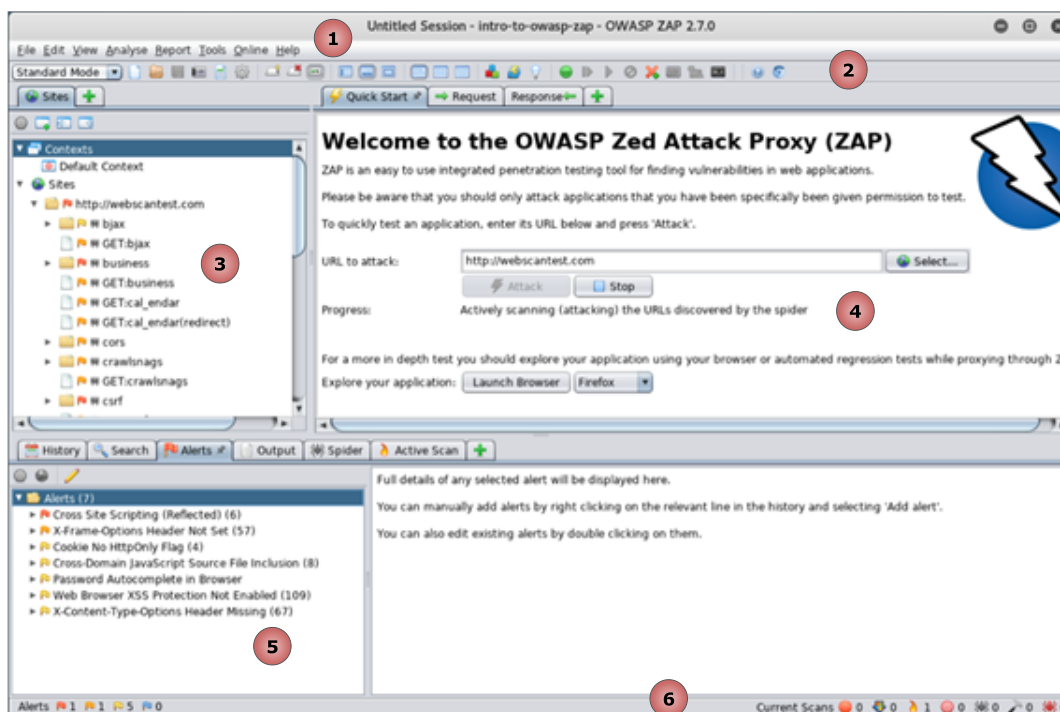 Untitled Session - intro-to-owasp-zap - OWASP ZAP 2.7.0
1
File Edit View Analyse Report Tools Online Help
Standard Mode
2
Sites
Quick Start Request Response
Contexts
Default Context
Sites
http://webscantest.com
bjax
GET:bjax
business
GET:business
GET:cal_endar
GET:cal_endar(redirect)
cors
crawlsnags
GET:crawlsnags
csrf
3
Welcome to the OWASP Zed Attack Proxy (ZAP)
ZAP is an easy to use integrated penetration testing tool for finding vulnerabilities in web applications.
Please be aware that you should only attack applications that you have been specifically been given permission to test.
To quickly test an application, enter its URL below and press 'Attack'.
URL to attack: http://webscantest.com Select...
Attack Stop
Progress: Actively scanning (attacking) the URLs discovered by the spider
4
For a more in depth test you should explore your application using your browser or automated regression tests while proxying through Z
Explore your application: Launch Browser Firefox
History Search Alerts Output Spider Active Scan
Alerts (7)
Cross Site Scripting (Reflected) (6)
X-Frame-Options Header Not Set (57)
Cookie No HttpOnly Flag (4)
Cross-Domain JavaScript Source File Inclusion (8)
Password Autocomplete in Browser
Web Browser XSS Protection Not Enabled (109)
X-Content-Type-Options Header Missing (67)
5
Full details of any selected alert will be displayed here.
You can manually add alerts by right clicking on the relevant line in the history and selecting 'Add alert'.
You can also edit existing alerts by double clicking on them.
6
Alerts 1 1 5 0
Current Scans 0 0 1 0 0 0